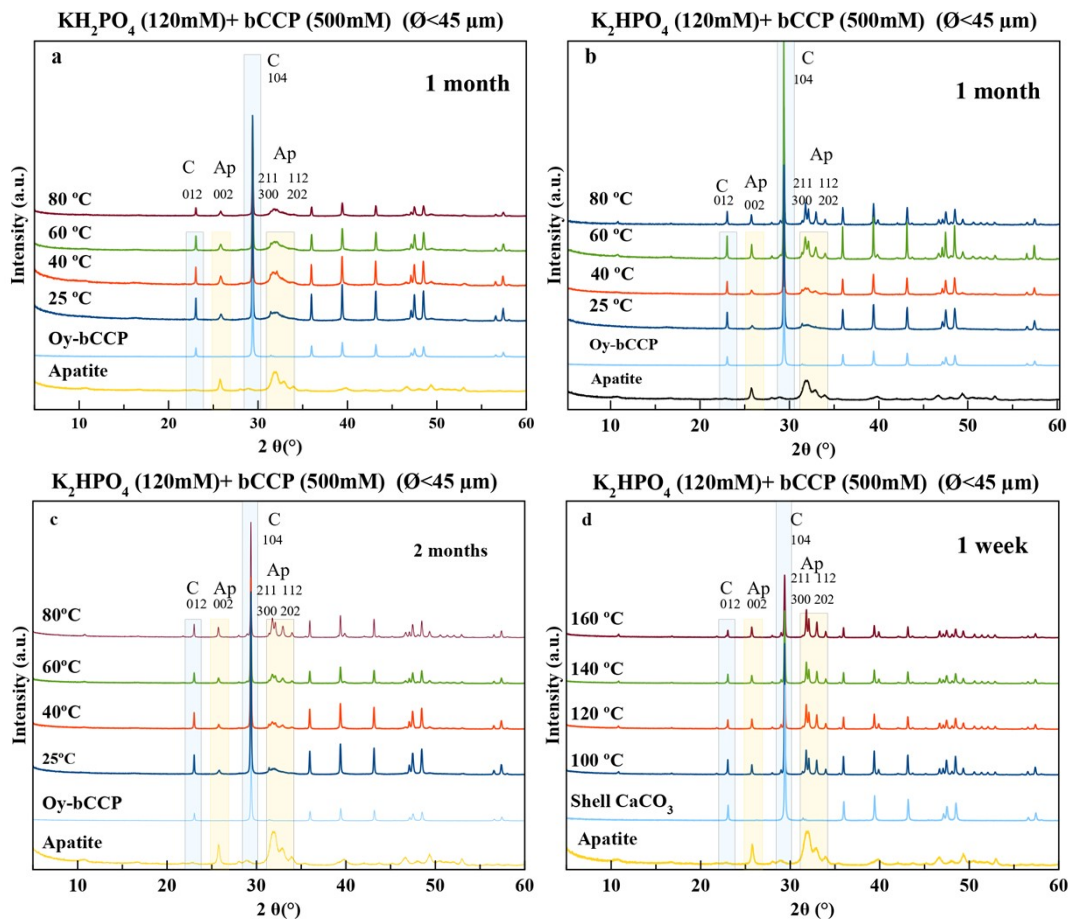 KH₂PO₄ (120mM)+ bCCP (500mM) (Ø<45 µm)
a
C
104
1 month
C
012
Ap
002
Ap
211 112
300 202
80 ºC
60 ºC
40 ºC
25 ºC
Oy-bCCP
Apatite
Intensity (a.u.)
10 20 30 40 50 60
2 θ(°)
K₂HPO₄ (120mM)+ bCCP (500mM) (Ø<45 µm)
b
C
104
1 month
C
012
Ap
002
Ap
211 112
300 202
80 ºC
60 ºC
40 ºC
25 ºC
Oy-bCCP
Apatite
Intensity (a.u.)
10 20 30 40 50 60
2θ (°)
K₂HPO₄ (120mM)+ bCCP (500mM) (Ø<45 µm)
c
C
104
2 months
C
012
Ap
002
Ap
211 112
300 202
80ºC
60ºC
40ºC
25ºC
Oy-bCCP
Apatite
Intensity (a.u.)
10 20 30 40 50 60
2 θ(°)
K₂HPO₄ (120mM)+ bCCP (500mM) (Ø<45 µm)
d
C
104
1 week
C
012
Ap
002
Ap
211 112
300 202
160 ºC
140 ºC
120 ºC
100 ºC
Shell CaCO₃
Apatite
Intensity (a.u.)
10 20 30 40 50 60
2θ (°)